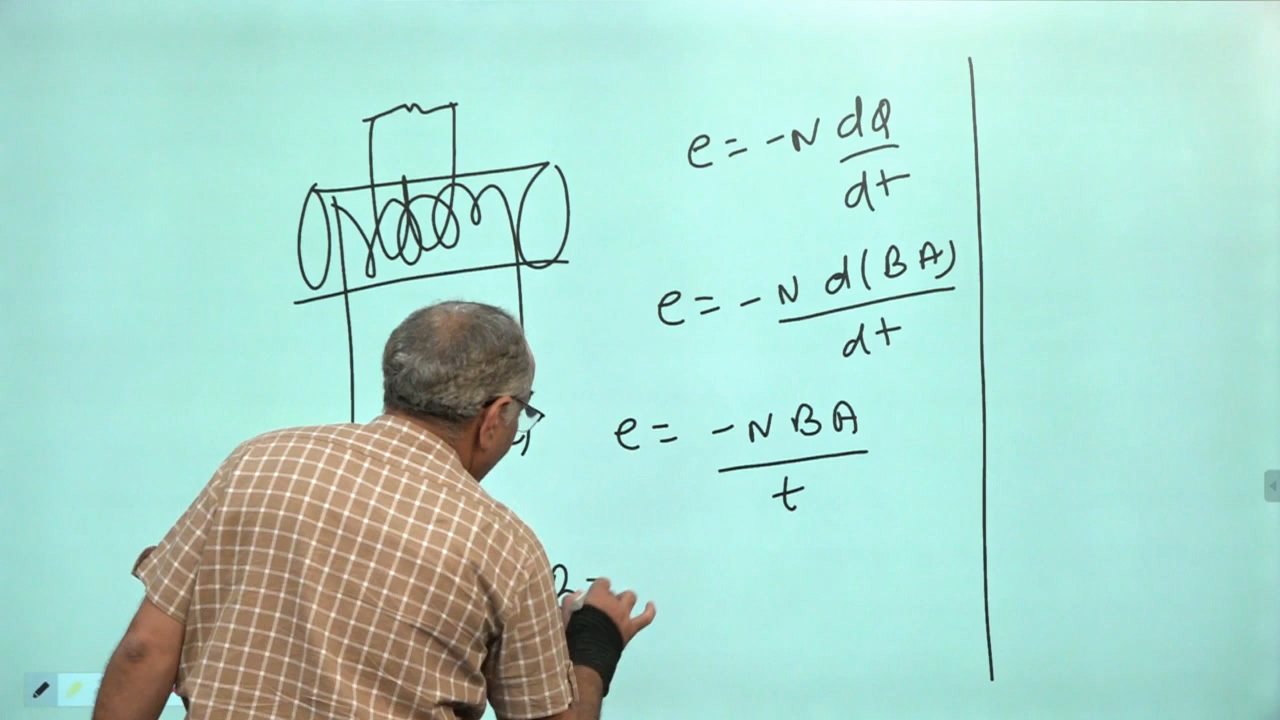 e = -N dφ/dt
e = -N d(BA)/dt
e = -NBA/t